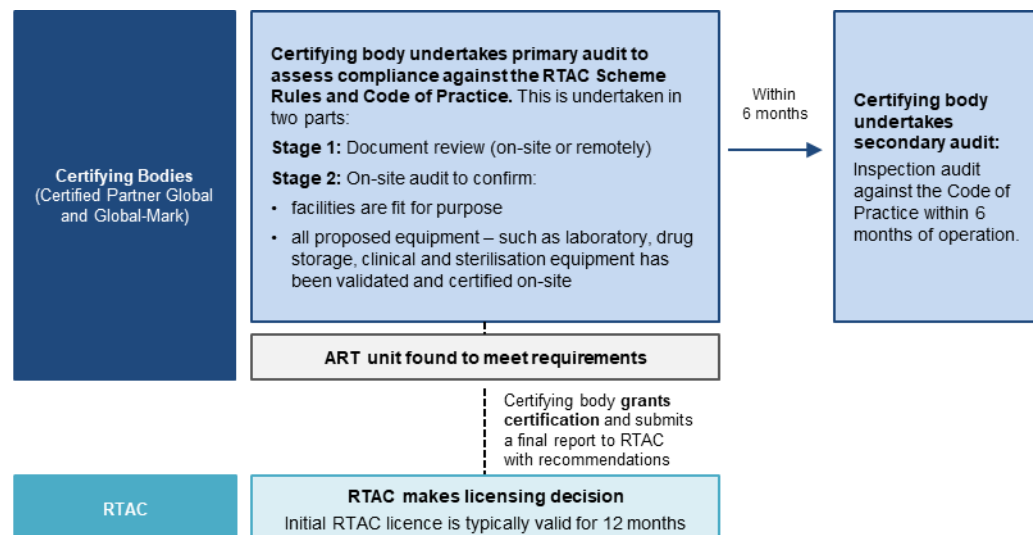 Certifying Bodies
(Certified Partner Global
and Global-Mark)
Certifying body undertakes primary audit to
assess compliance against the RTAC Scheme
Rules and Code of Practice. This is undertaken in
two parts:
Stage 1: Document review (on-site or remotely)
Stage 2: On-site audit to confirm:
• facilities are fit for purpose
• all proposed equipment – such as laboratory, drug
storage, clinical and sterilisation equipment has
been validated and certified on-site
Within
6 months
Certifying body
undertakes
secondary audit:
Inspection audit
against the Code of
Practice within 6
months of operation.
ART unit found to meet requirements
Certifying body grants
certification and submits
a final report to RTAC
with recommendations
RTAC
RTAC makes licensing decision
Initial RTAC licence is typically valid for 12 months